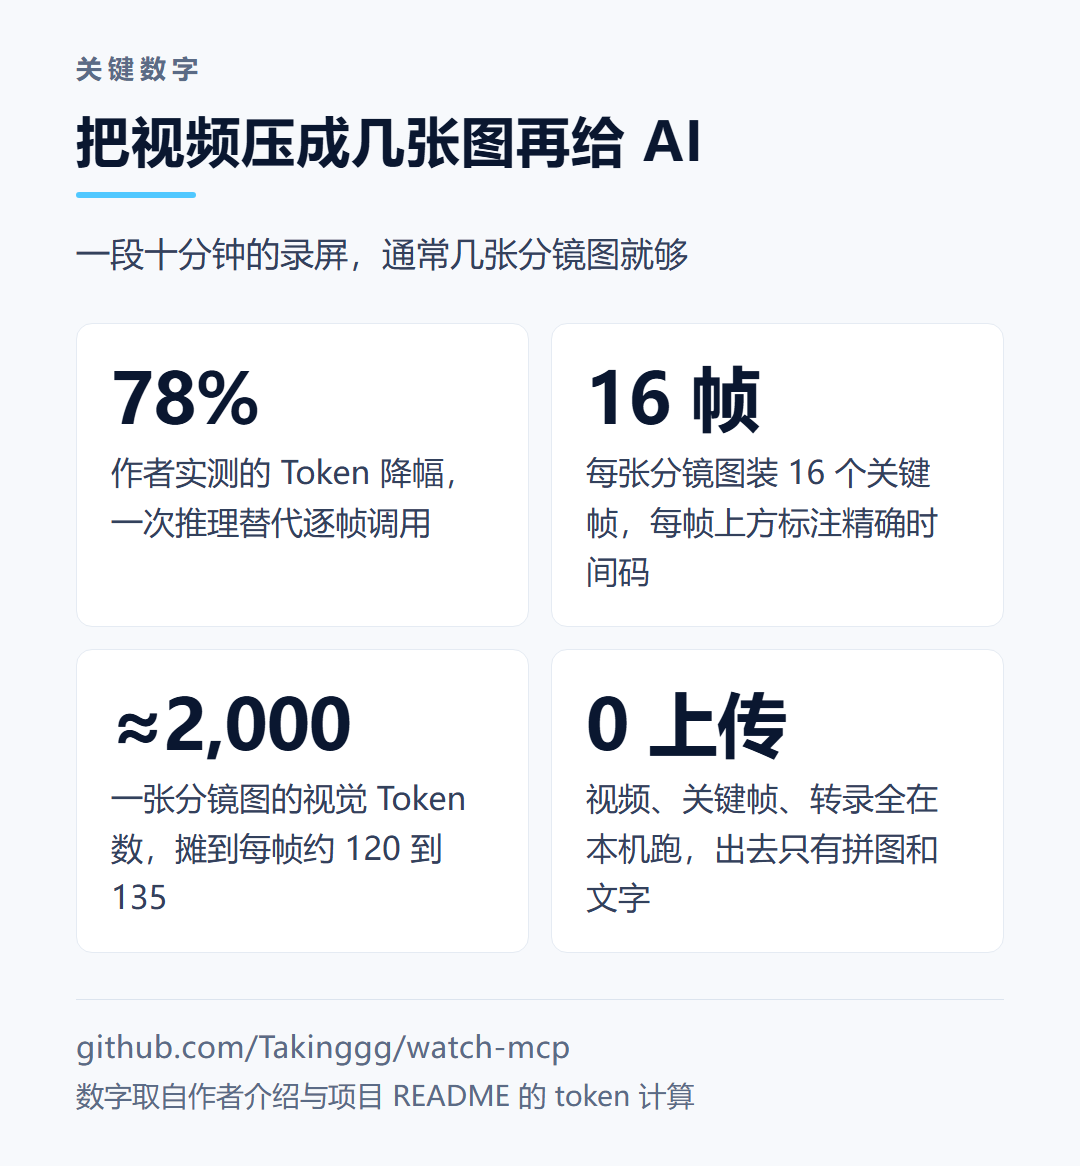 关键数字
把视频压成几张图再给 AI
一段十分钟的录屏，通常几张分镜图就够
78%
作者实测的 Token 降幅，
一次推理替代逐帧调用
16 帧
每张分镜图装 16 个关键
帧，每帧上方标注精确时
间码
≈2,000
一张分镜图的视觉 Token
数，摊到每帧约 120 到
135
0 上传
视频、关键帧、转录全在
本机跑，出去只有拼图和
文字
github.com/Takinggg/watch-mcp
数字取自作者介绍与项目 README 的 token 计算